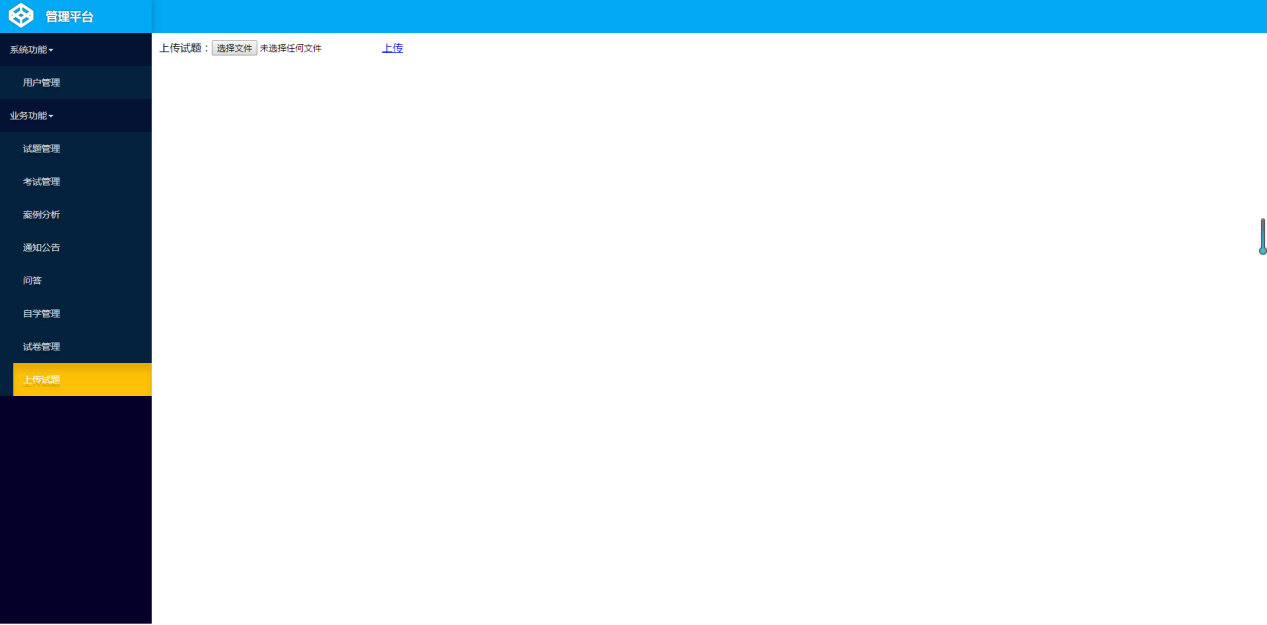 管理平台
系统功能
用户管理
业务功能
试题管理
考试管理
案例分析
通知公告
问答
自学管理
试卷管理
上传试题
上传试题：选择文件 未选择任何文件 上传